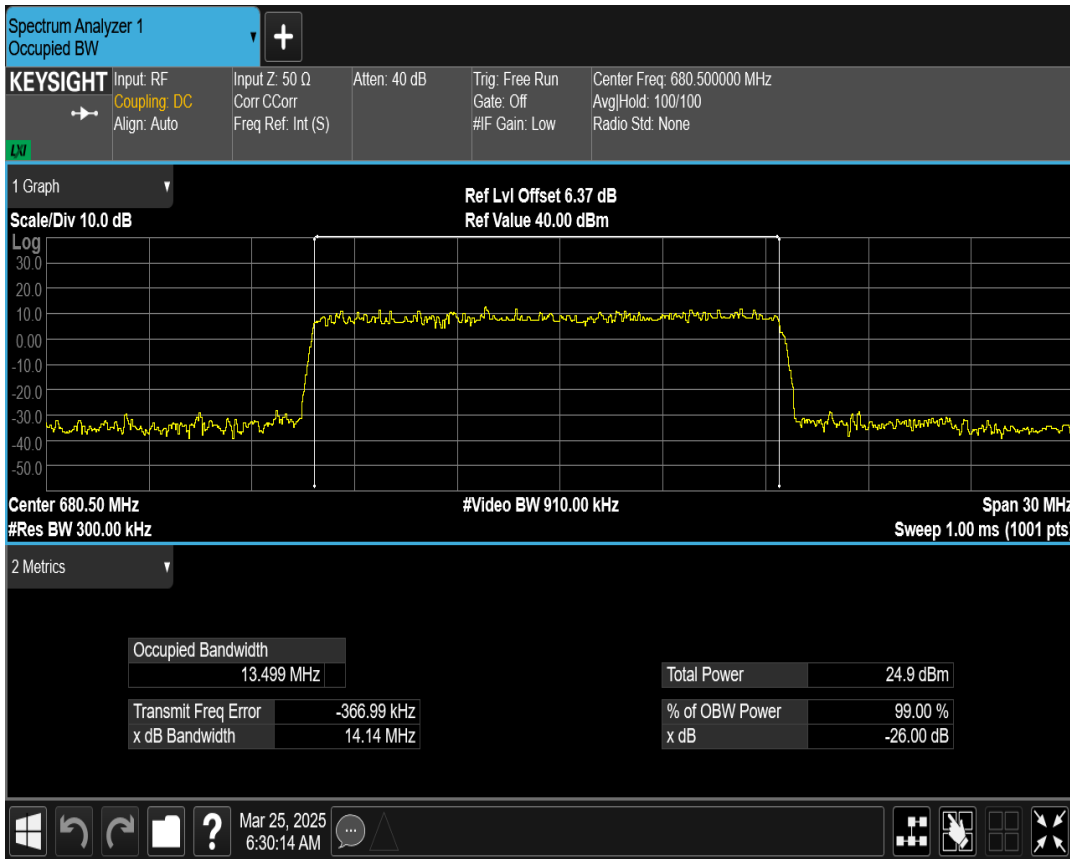 Spectrum Analyzer 1
Occupied BW
KEYSIGHT
LXI
Input: RF
Coupling: DC
Align: Auto
Input Z: 50 Ω
Corr CCorr
Freq Ref: Int (S)
Atten: 40 dB
Trig: Free Run
Gate: Off
#IF Gain: Low
Center Freq: 680.500000 MHz
Avg|Hold: 100/100
Radio Std: None
1 Graph
Scale/Div 10.0 dB
Ref Lvl Offset 6.37 dB
Ref Value 40.00 dBm
Log
30.0
20.0
10.0
0.00
-10.0
-20.0
-30.0
-40.0
-50.0
Center 680.50 MHz
#Res BW 300.00 kHz
#Video BW 910.00 kHz
Span 30 MHz
Sweep 1.00 ms (1001 pts)
2 Metrics
Occupied Bandwidth
13.499 MHz
Transmit Freq Error -366.99 kHz
x dB Bandwidth 14.14 MHz
Total Power 24.9 dBm
% of OBW Power 99.00 %
x dB -26.00 dB
Mar 25, 2025
6:30:14 AM